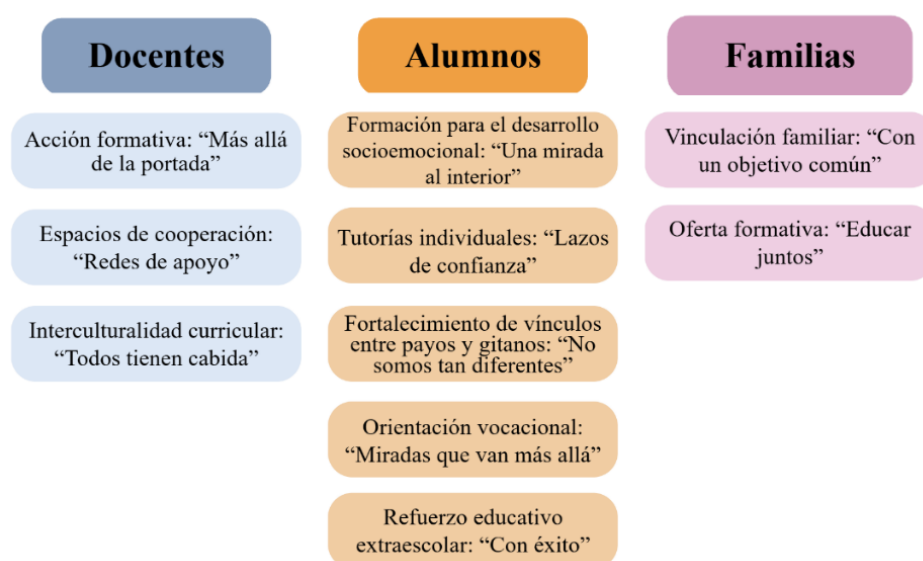 Docentes
Acción formativa: “Más allá
de la portada”
Espacios de cooperación:
“Redes de apoyo”
Interculturalidad curricular:
“Todos tienen cabida”
Alumnos
Formación para el desarrollo
socioemocional: “Una mirada
al interior”
Tutorías individuales: “Lazos
de confianza”
Fortalecimiento de vínculos
entre payos y gitanos: “No
somos tan diferentes”
Orientación vocacional:
“Miradas que van más allá”
Refuerzo educativo
extraescolar: “Con éxito”
Familias
Vinculación familiar: “Con
un objetivo común”
Oferta formativa: “Educar
juntos”